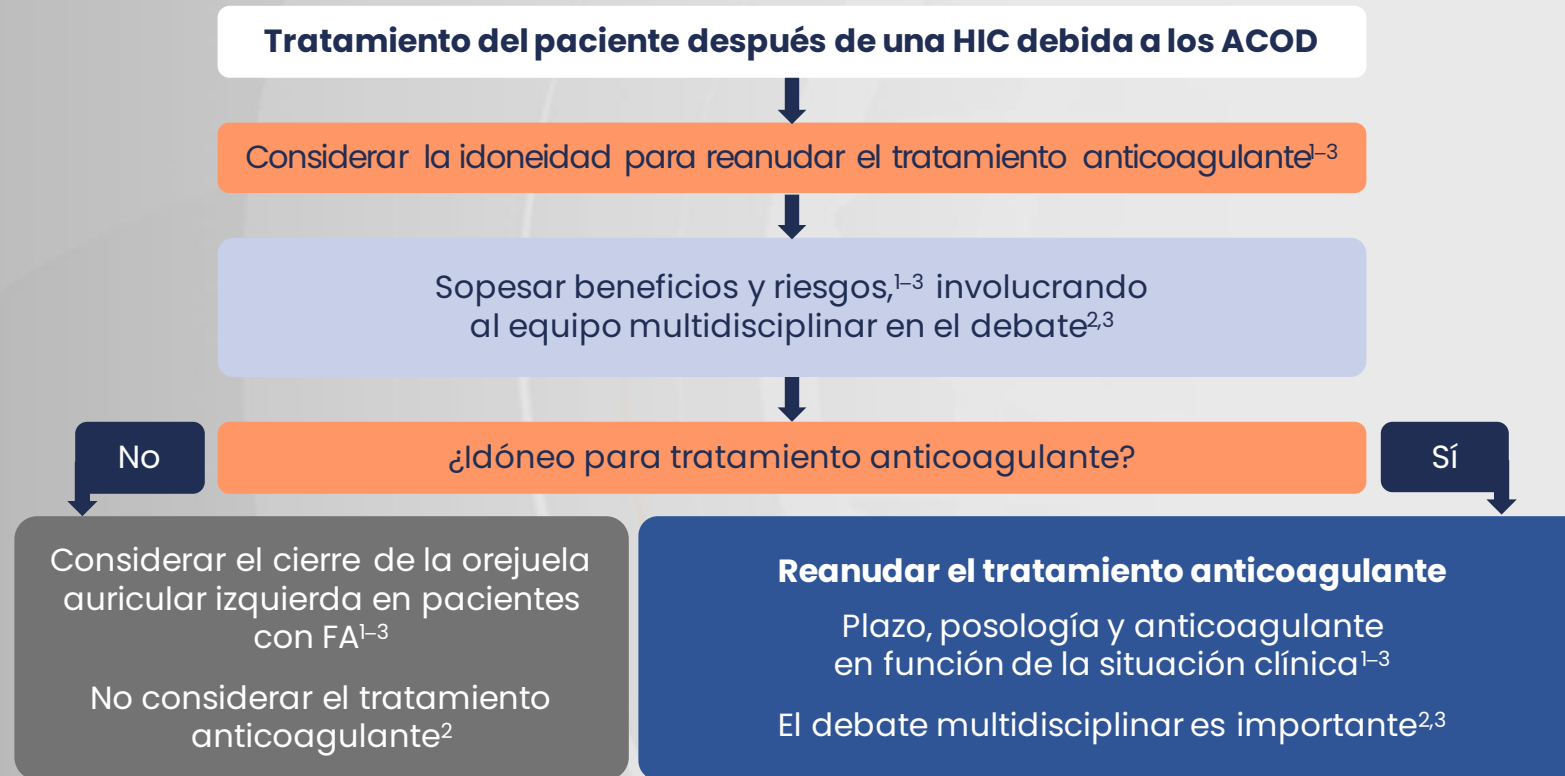 Tratamiento del paciente después de una HIC debida a los ACOD
Considerar la idoneidad para reanudar el tratamiento anticoagulante¹⁻³
Sopesar beneficios y riesgos,¹⁻³ involucrando
al equipo multidisciplinar en el debate²,³
No
¿Idóneo para tratamiento anticoagulante?
Sí
Considerar el cierre de la orejuela
auricular izquierda en pacientes
con FA¹⁻³
No considerar el tratamiento
anticoagulante²
Reanudar el tratamiento anticoagulante
Plazo, posología y anticoagulante
en función de la situación clínica¹⁻³
El debate multidisciplinar es importante²,³